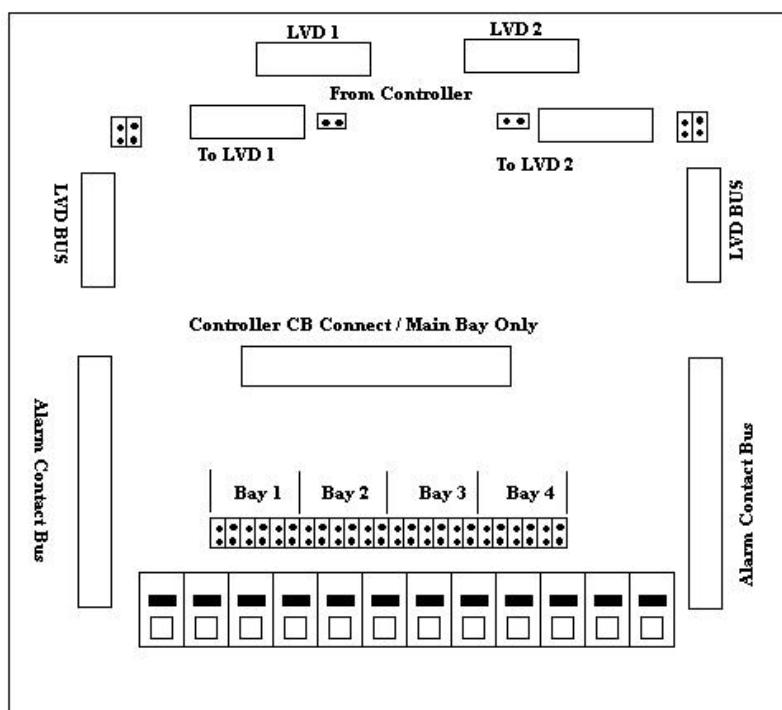 LVD 1
LVD 2
From Controller
To LVD 1
To LVD 2
LVD BUS
LVD BUS
Controller CB Connect / Main Bay Only
Alarm Contact Bus
Alarm Contact Bus
Bay 1
Bay 2
Bay 3
Bay 4